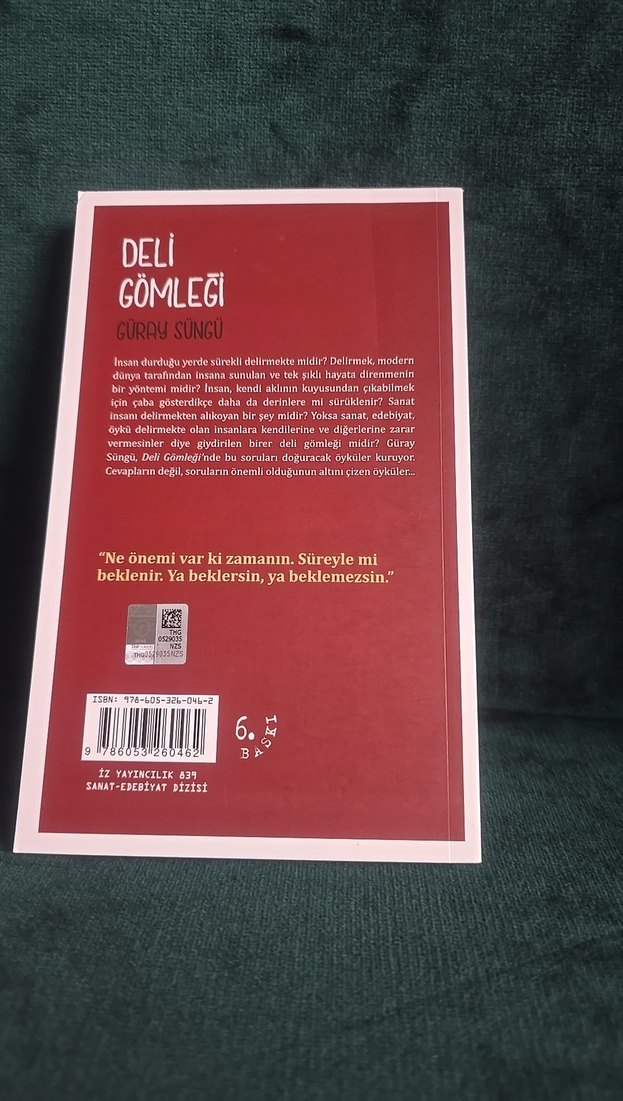 DELİ
GÖMLEĞİ
GÜRAY SÜNGÜ
İnsan durduğu yerde sürekli delirmekte midir? Delirmek, modern
dünya tarafından insana sunulan ve tek şıklı hayata direnmenin
bir yöntemi midir? İnsan, kendi aklının kuyusundan çıkabilmek
için çaba gösterdikçe daha da derinlere mi sürüklenir? Sanat
insanı delirmekten alıkoyan bir şey midir? Yoksa sanat, edebiyat,
öykü delirmekte olan insanlara kendilerine ve diğerlerine zarar
vermesinler diye giydirilen birer deli gömleği midir? Güray
Süngü, Deli Gömleği'nde bu soruları doğuracak öyküler kuruyor.
Cevapların değil, soruların önemli olduğunun altını çizen öyküler...
“Ne önemi var ki zamanın. Süreyle mi
beklenir. Ya beklersin, ya beklemezsin.”
THG
0529035
NZS
THG0529035NZS
ISBN: 978-605-326-046-2
9 786053 260462
6. BASKI
İZ YAYINCILIK 839
SANAT-EDEBİYAT DİZİSİ